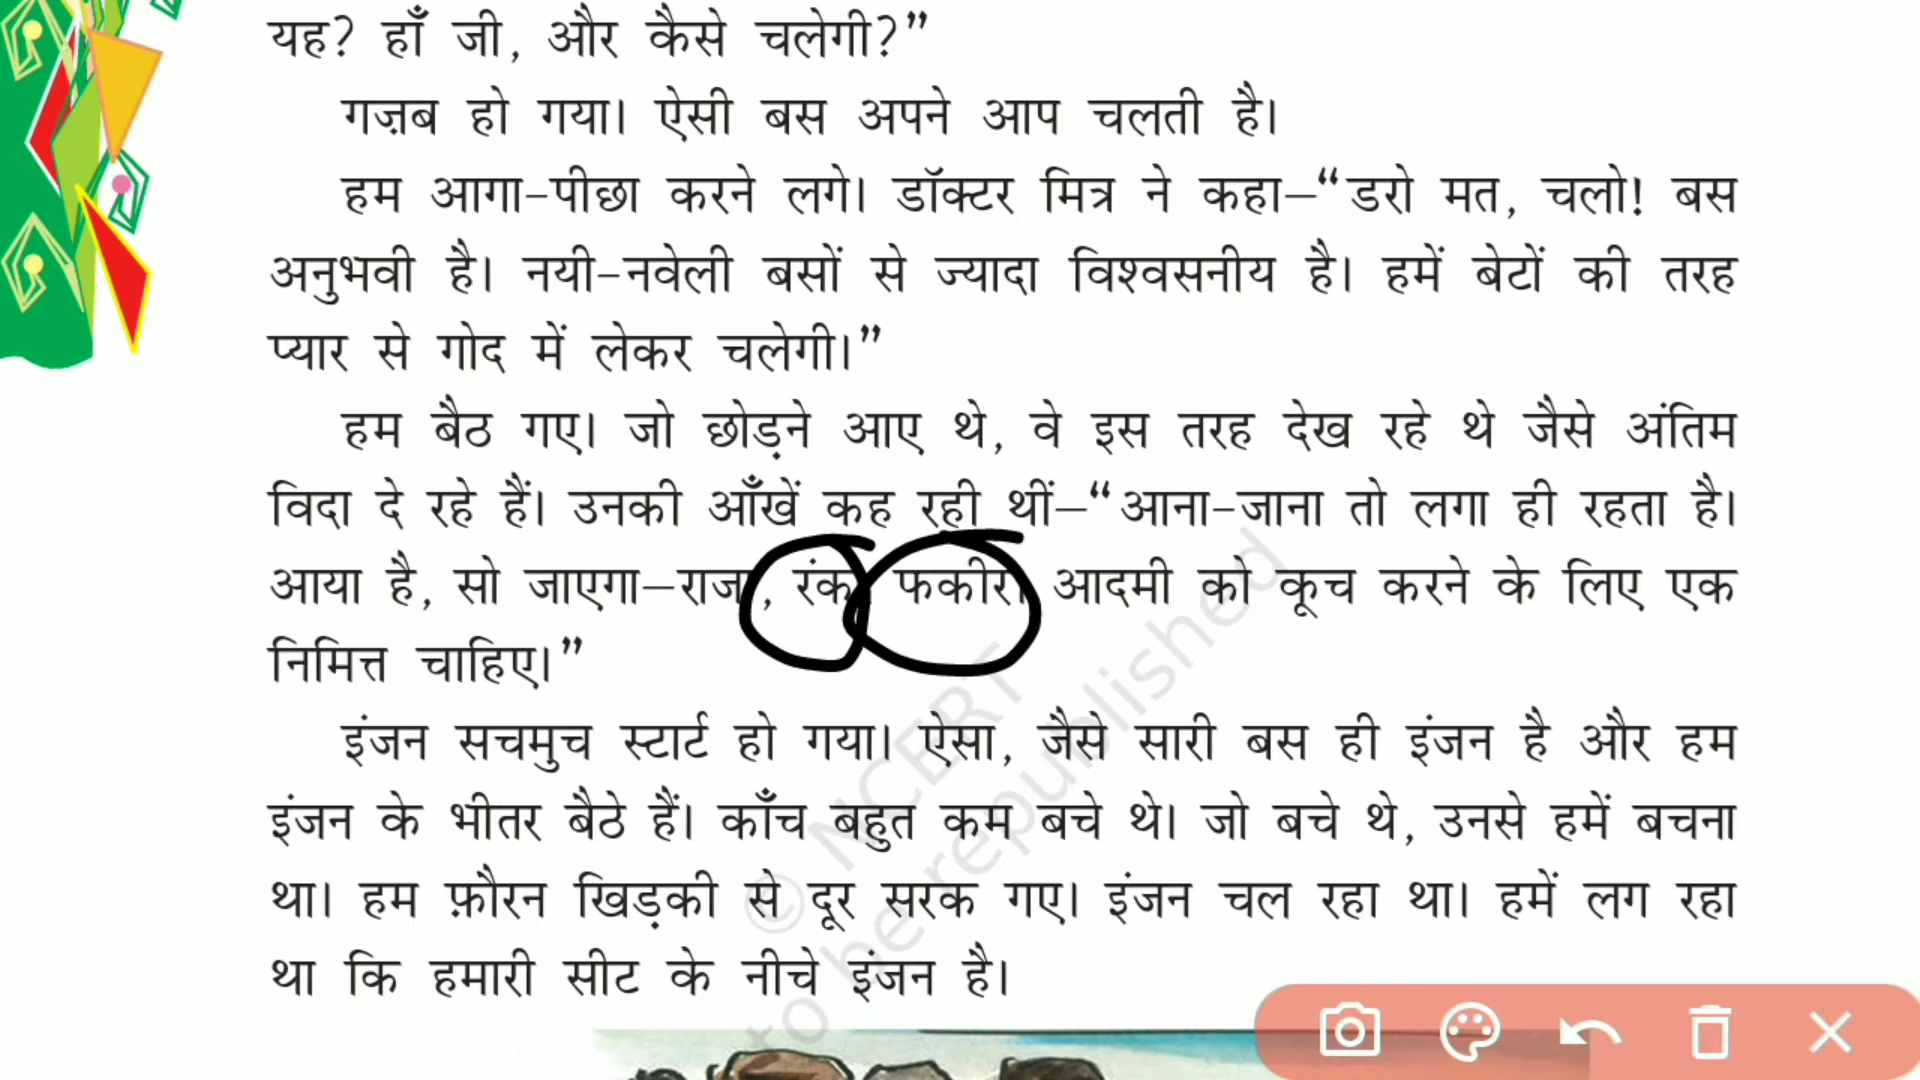 यह? हाँ जी, और कैसे चलेगी?”
गज़ब हो गया। ऐसी बस अपने आप चलती है।
हम आगा-पीछा करने लगे। डॉक्टर मित्र ने कहा—“डरो मत, चलो! बस
अनुभवी है। नयी-नवेली बसों से ज्यादा विश्वसनीय है। हमें बेटों की तरह
प्यार से गोद में लेकर चलेगी।”
हम बैठ गए। जो छोड़ने आए थे, वे इस तरह देख रहे थे जैसे अंतिम
विदा दे रहे हैं। उनकी आँखें कह रही थीं—“आना-जाना तो लगा ही रहता है।
आया है, सो जाएगा—राजा, रंक, फकीर। आदमी को कूच करने के लिए एक
निमित्त चाहिए।”
इंजन सचमुच स्टार्ट हो गया। ऐसा, जैसे सारी बस ही इंजन है और हम
इंजन के भीतर बैठे हैं। काँच बहुत कम बचे थे। जो बचे थे, उनसे हमें बचना
था। हम फ़ौरन खिड़की से दूर सरक गए। इंजन चल रहा था। हमें लग रहा
था कि हमारी सीट के नीचे इंजन है।
© NCERT
to be republished